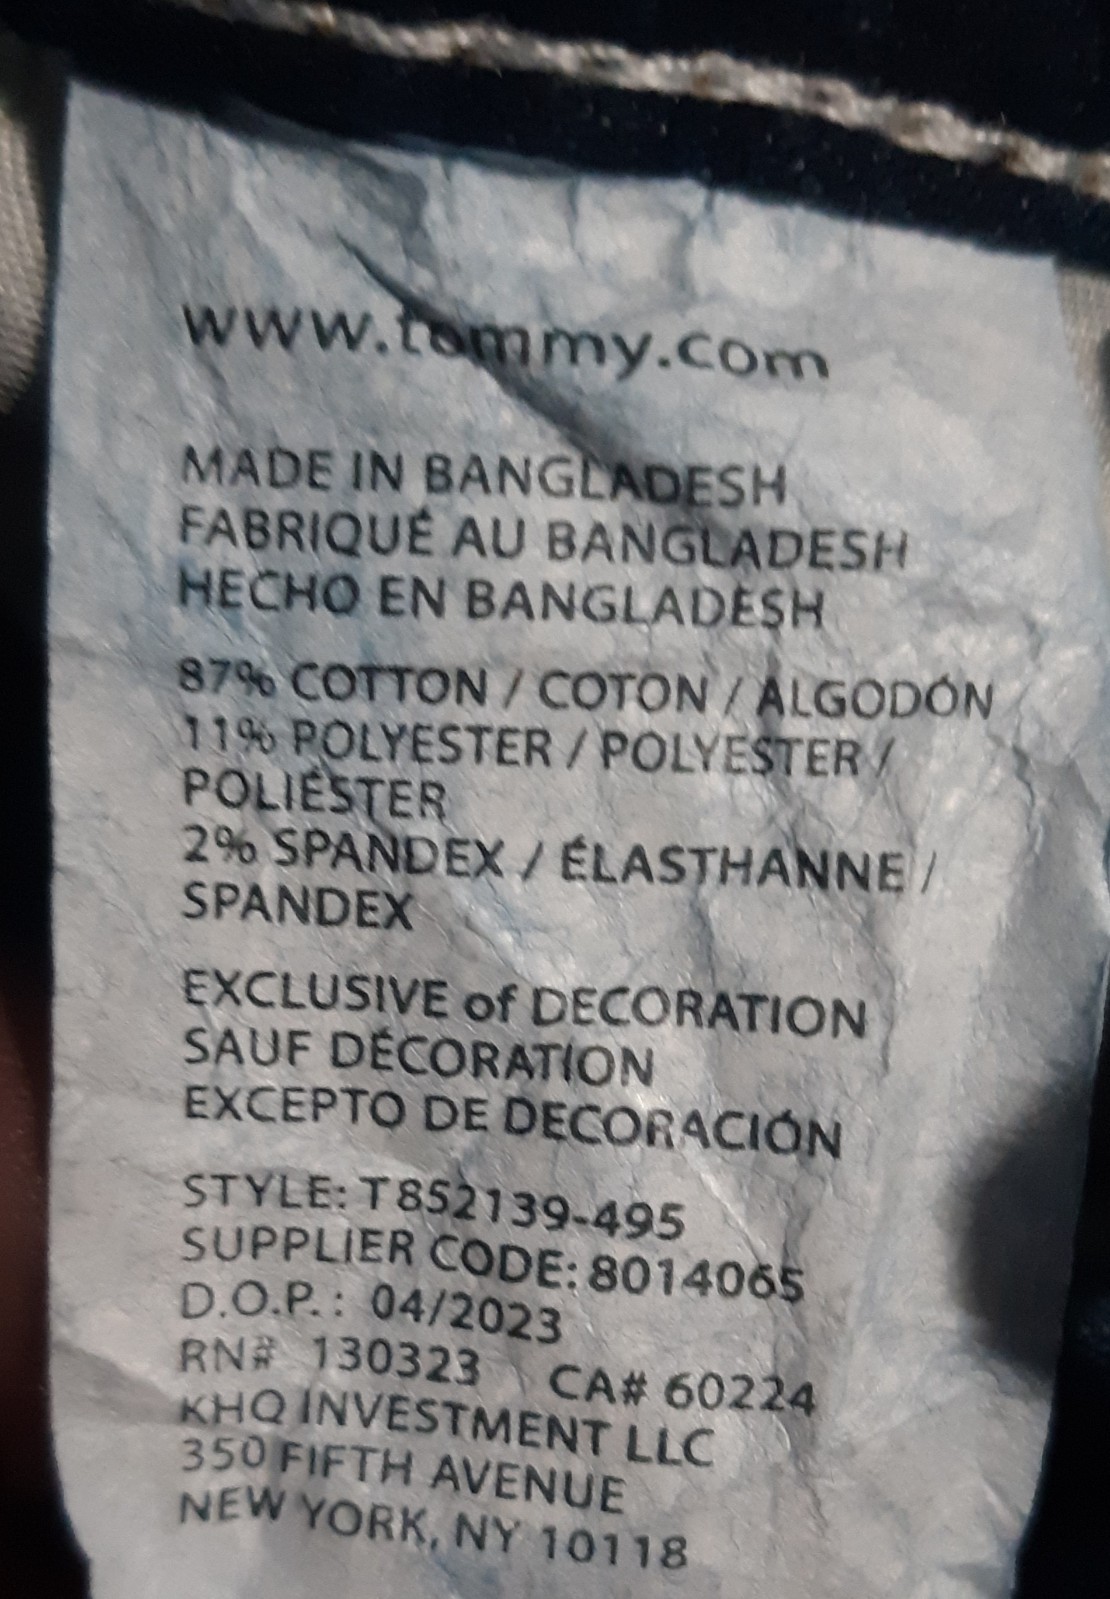 www.tommy.com
MADE IN BANGLADESH
FABRIQUÉ AU BANGLADESH
HECHO EN BANGLADESH
87% COTTON / COTON / ALGODÓN
11% POLYESTER / POLYESTER /
POLIÉSTER
2% SPANDEX / ÉLASTHANNE /
SPANDEX
EXCLUSIVE of DECORATION
SAUF DÉCORATION
EXCEPTO DE DECORACIÓN
STYLE: T852139-495
SUPPLIER CODE: 8014065
D.O.P.: 04/2023
RN# 130323 CA# 60224
KHQ INVESTMENT LLC
350 FIFTH AVENUE
NEW YORK, NY 10118